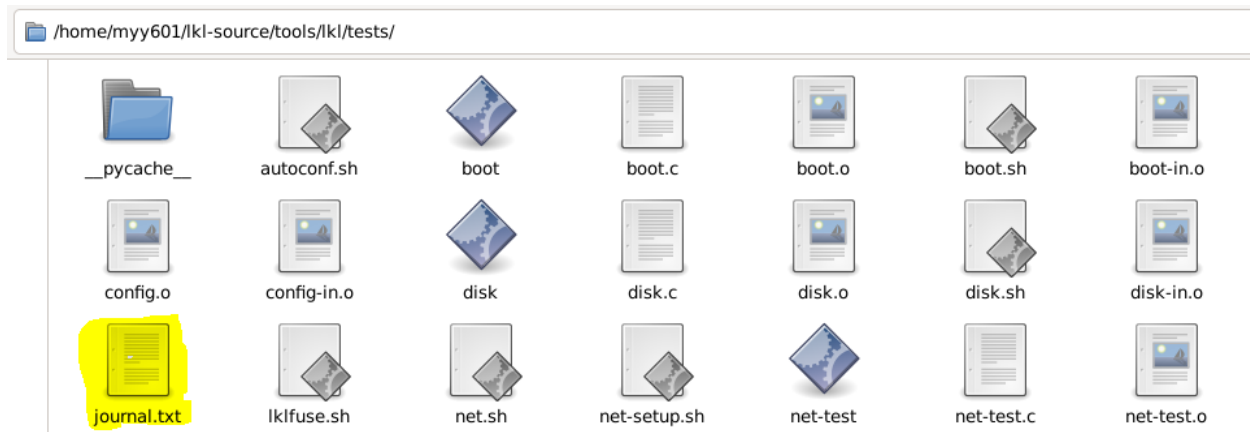 /home/myy601/lkl-source/tools/lkl/tests/
__pycache__ autoconf.sh boot boot.c boot.o boot.sh boot-in.o
config.o config-in.o disk disk.c disk.o disk.sh disk-in.o
journal.txt lklfuse.sh net.sh net-setup.sh net-test net-test.c net-test.o